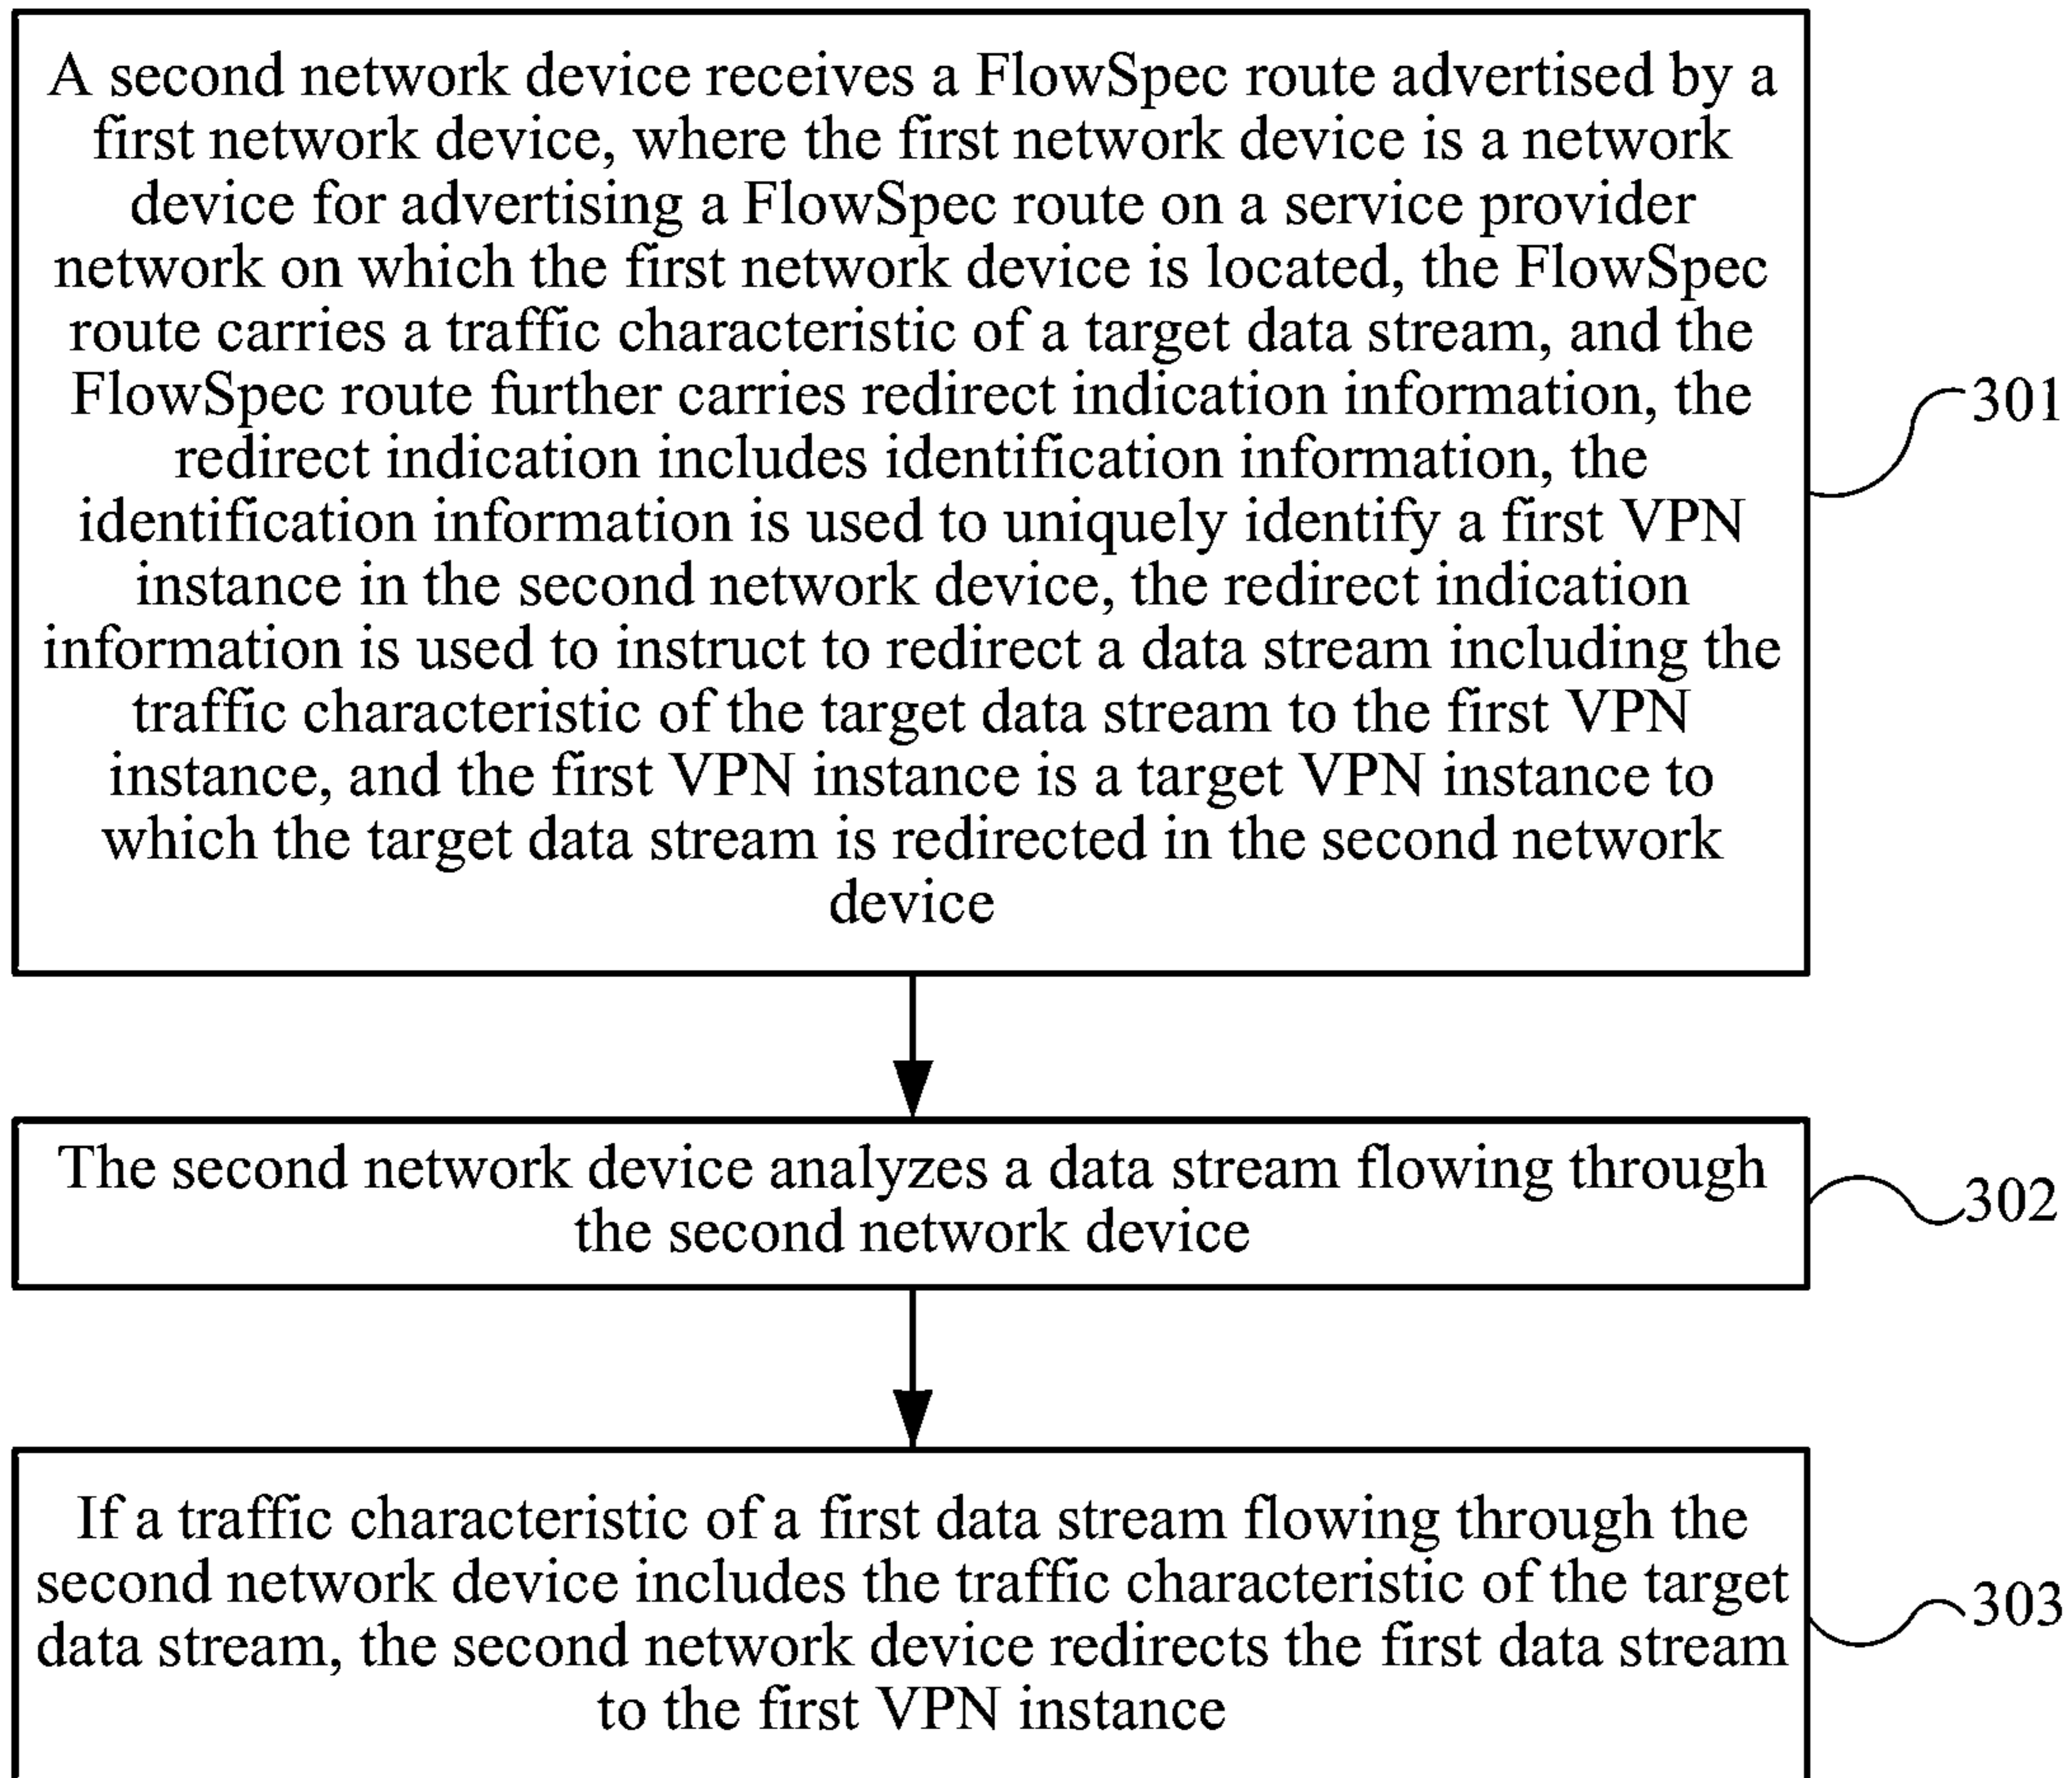 A second network device receives a FlowSpec route advertised by a
first network device, where the first network device is a network
device for advertising a FlowSpec route on a service provider
network on which the first network device is located, the FlowSpec
route carries a traffic characteristic of a target data stream, and the
FlowSpec route further carries redirect indication information, the
redirect indication includes identification information, the
identification information is used to uniquely identify a first VPN
instance in the second network device, the redirect indication
information is used to instruct to redirect a data stream including the
traffic characteristic of the target data stream to the first VPN
instance, and the first VPN instance is a target VPN instance to
which the target data stream is redirected in the second network
device
301
The second network device analyzes a data stream flowing through
the second network device
302
If a traffic characteristic of a first data stream flowing through the
second network device includes the traffic characteristic of the target
data stream, the second network device redirects the first data stream
to the first VPN instance
303